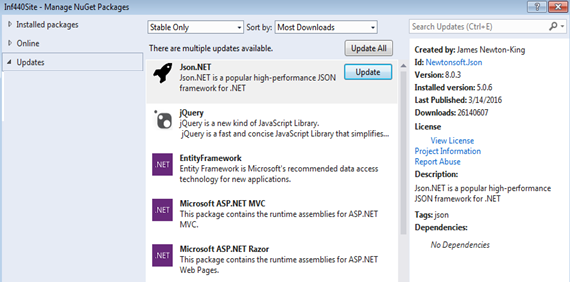 Inf440Site - Manage NuGet Packages
Installed packages
Online
Updates
Stable Only
Sort by: Most Downloads
There are multiple updates available.
Update All
Json.NET
Json.NET is a popular high-performance JSON
framework for .NET
Update
jQuery
jQuery is a new kind of JavaScript Library.
jQuery is a fast and concise JavaScript Library that simplifies...
.NET
EntityFramework
Entity Framework is Microsoft's recommended data access
technology for new applications.
.NET
Microsoft ASP.NET MVC
This package contains the runtime assemblies for ASP.NET
MVC.
.NET
Microsoft ASP.NET Razor
This package contains the runtime assemblies for ASP.NET
Web Pages.
Search Updates (Ctrl+E)
Created by: James Newton-King
Id: Newtonsoft.Json
Version: 8.0.3
Installed version: 5.0.6
Last Published: 3/14/2016
Downloads: 26140607
License
View License
Project Information
Report Abuse
Description:
Json.NET is a popular high-performance
JSON framework for .NET
Tags: json
Dependencies:
No Dependencies